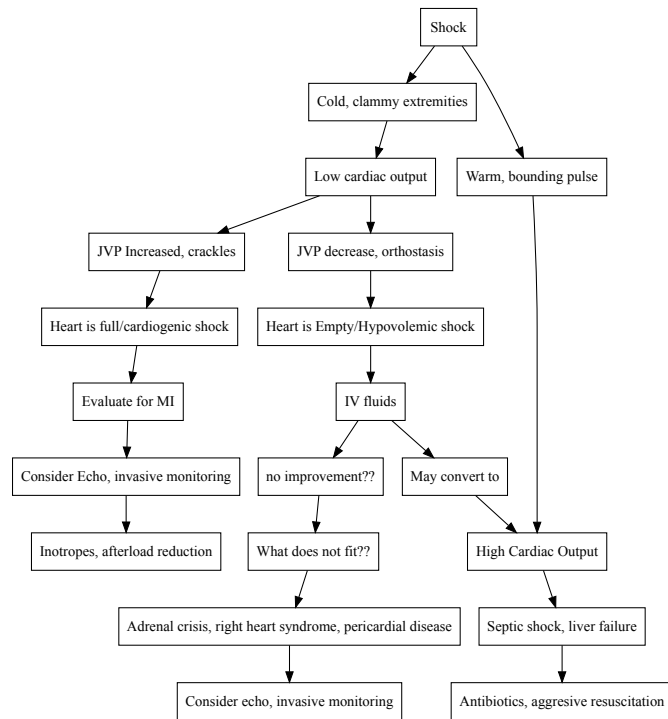 Shock
Cold, clammy extremities
Low cardiac output
Warm, bounding pulse
JVP Increased, crackles
JVP decrease, orthostasis
Heart is full/cardiogenic shock
Heart is Empty/Hypovolemic shock
Evaluate for MI
IV fluids
Consider Echo, invasive monitoring
no improvement??
May convert to
Inotropes, afterload reduction
What does not fit??
High Cardiac Output
Adrenal crisis, right heart syndrome, pericardial disease
Septic shock, liver failure
Consider echo, invasive monitoring
Antibiotics, aggresive resuscitation